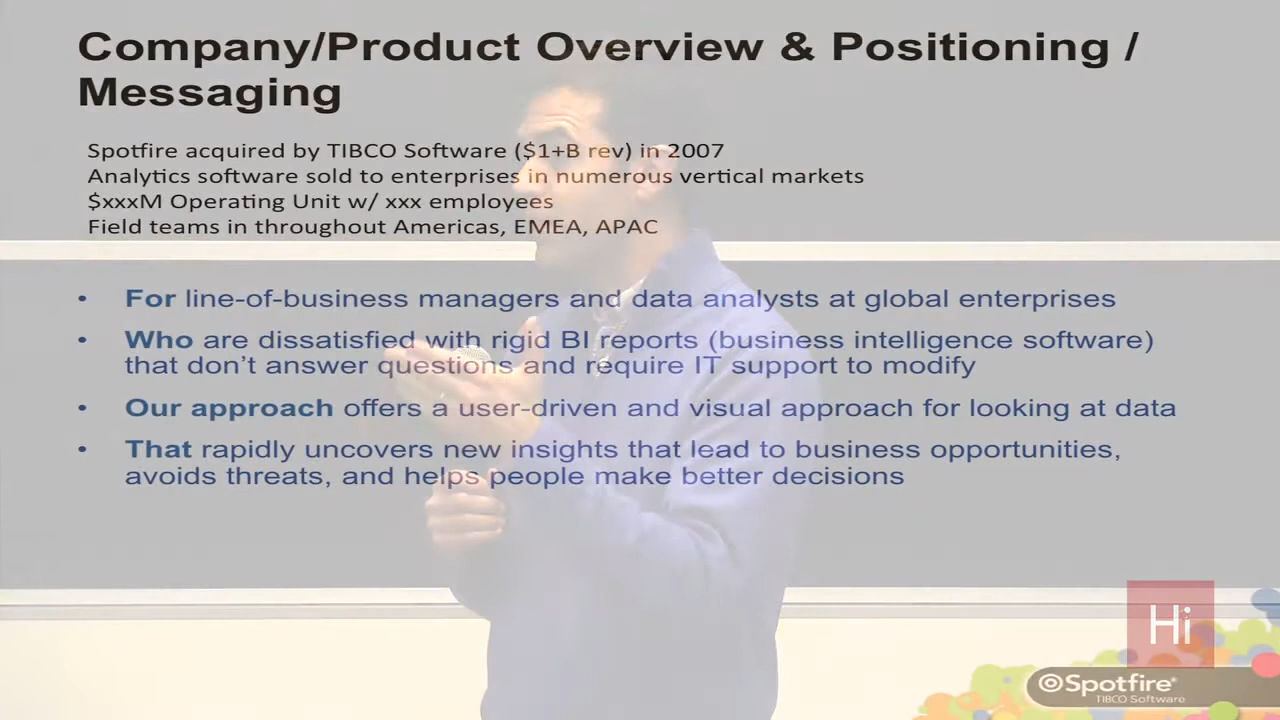 Company/Product Overview & Positioning /
Messaging
Spotfire acquired by TIBCO Software ($1+B rev) in 2007
Analytics software sold to enterprises in numerous vertical markets
$xxxM Operating Unit w/ xxx employees
Field teams in throughout Americas, EMEA, APAC
• For line-of-business managers and data analysts at global enterprises
• Who are dissatisfied with rigid BI reports (business intelligence software)
that don't answer questions and require IT support to modify
• Our approach offers a user-driven and visual approach for looking at data
• That rapidly uncovers new insights that lead to business opportunities,
avoids threats, and helps people make better decisions
Hi
Spotfire®
TIBCO Software